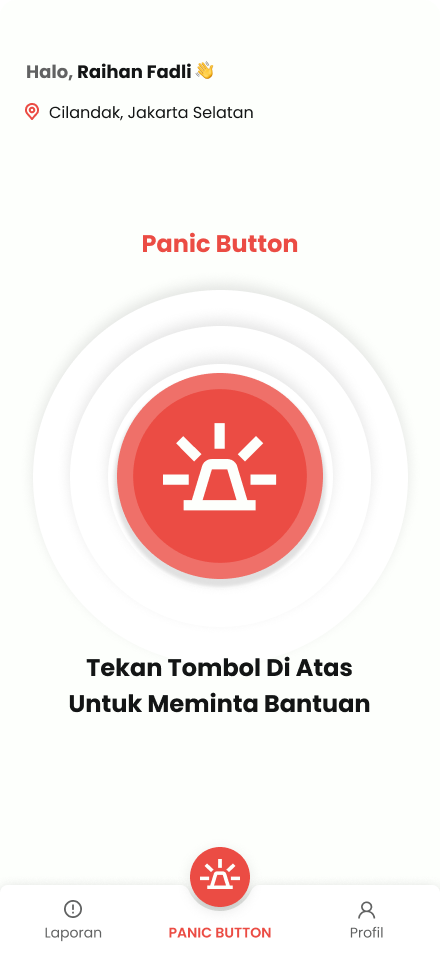 Halo, Raihan Fadli 👋
Cilandak, Jakarta Selatan
Panic Button
Tekan Tombol Di Atas
Untuk Meminta Bantuan
Laporan
PANIC BUTTON
Profil